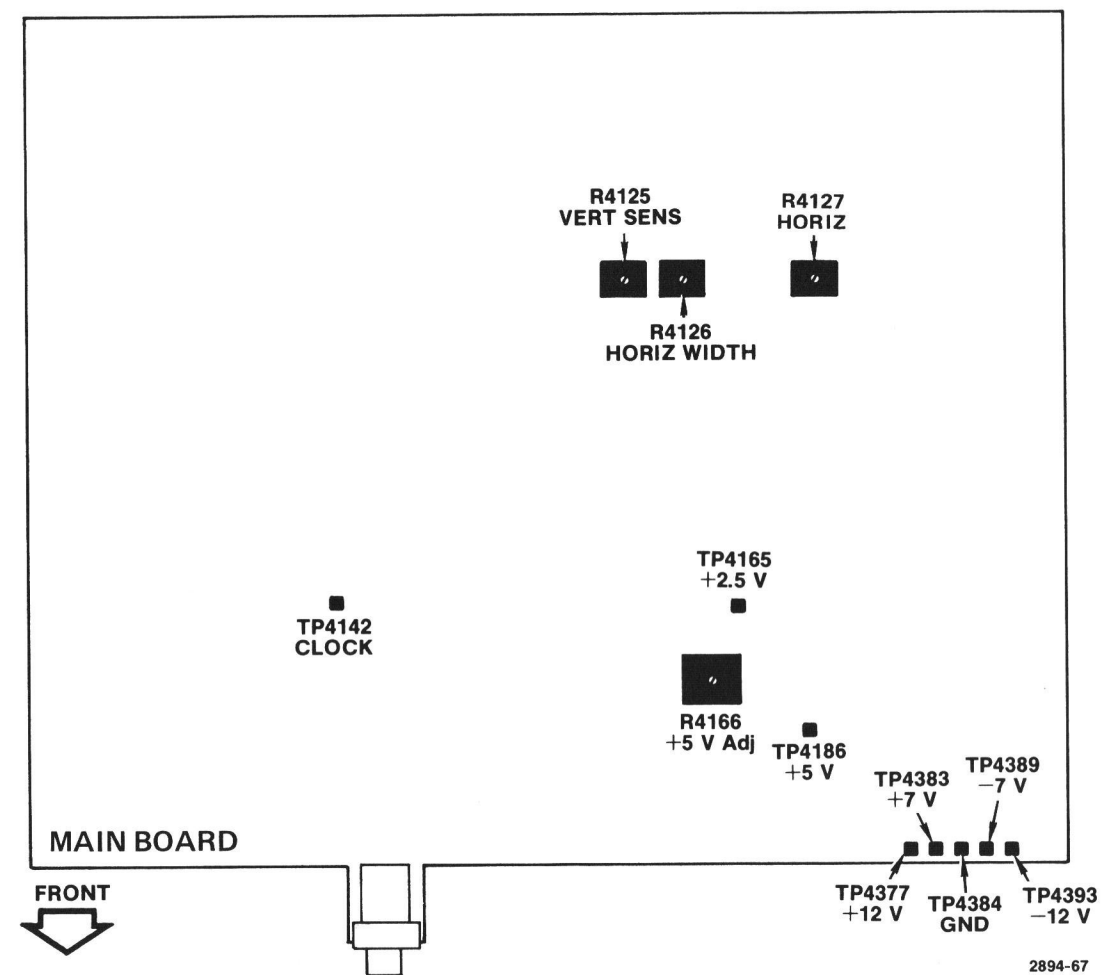 R4125
VERT SENS
R4127
HORIZ
R4126
HORIZ WIDTH
TP4165
+2.5 V
TP4142
CLOCK
R4166
+5 V Adj
TP4186
+5 V
TP4383
+7 V
TP4389
−7 V
MAIN BOARD
FRONT
TP4377
+12 V
TP4384
GND
TP4393
−12 V
2894-67